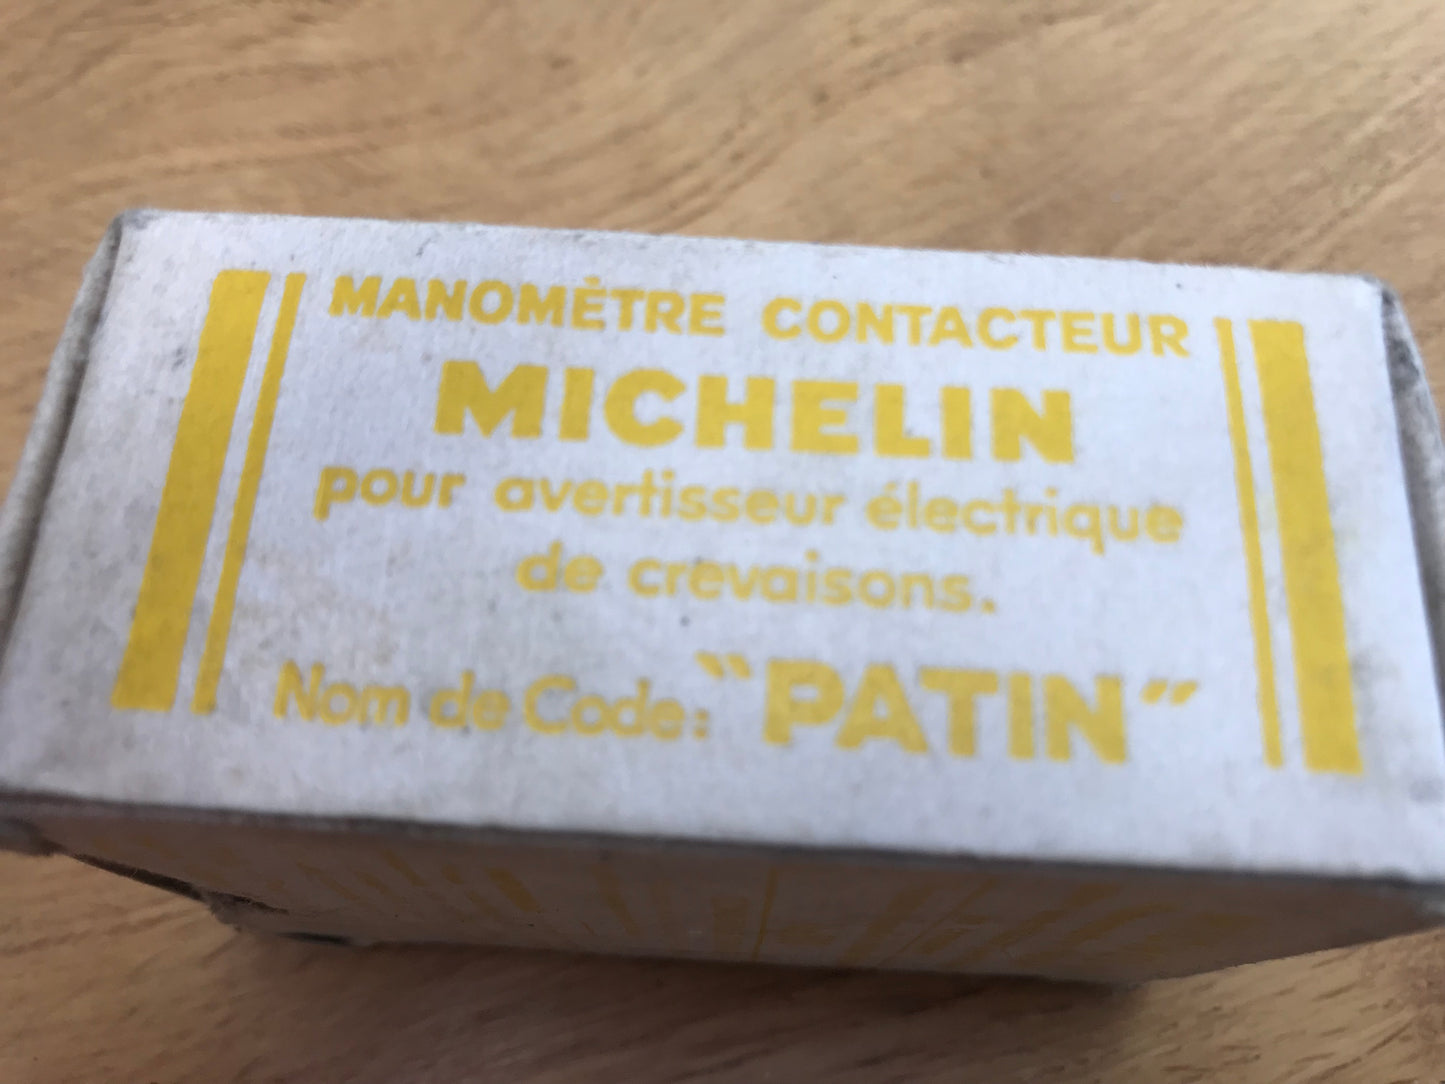 MANOMÈTRE CONTACTEUR
MICHELIN
pour avertisseur électrique
de crevaisons.
Nom de Code: "PATIN"